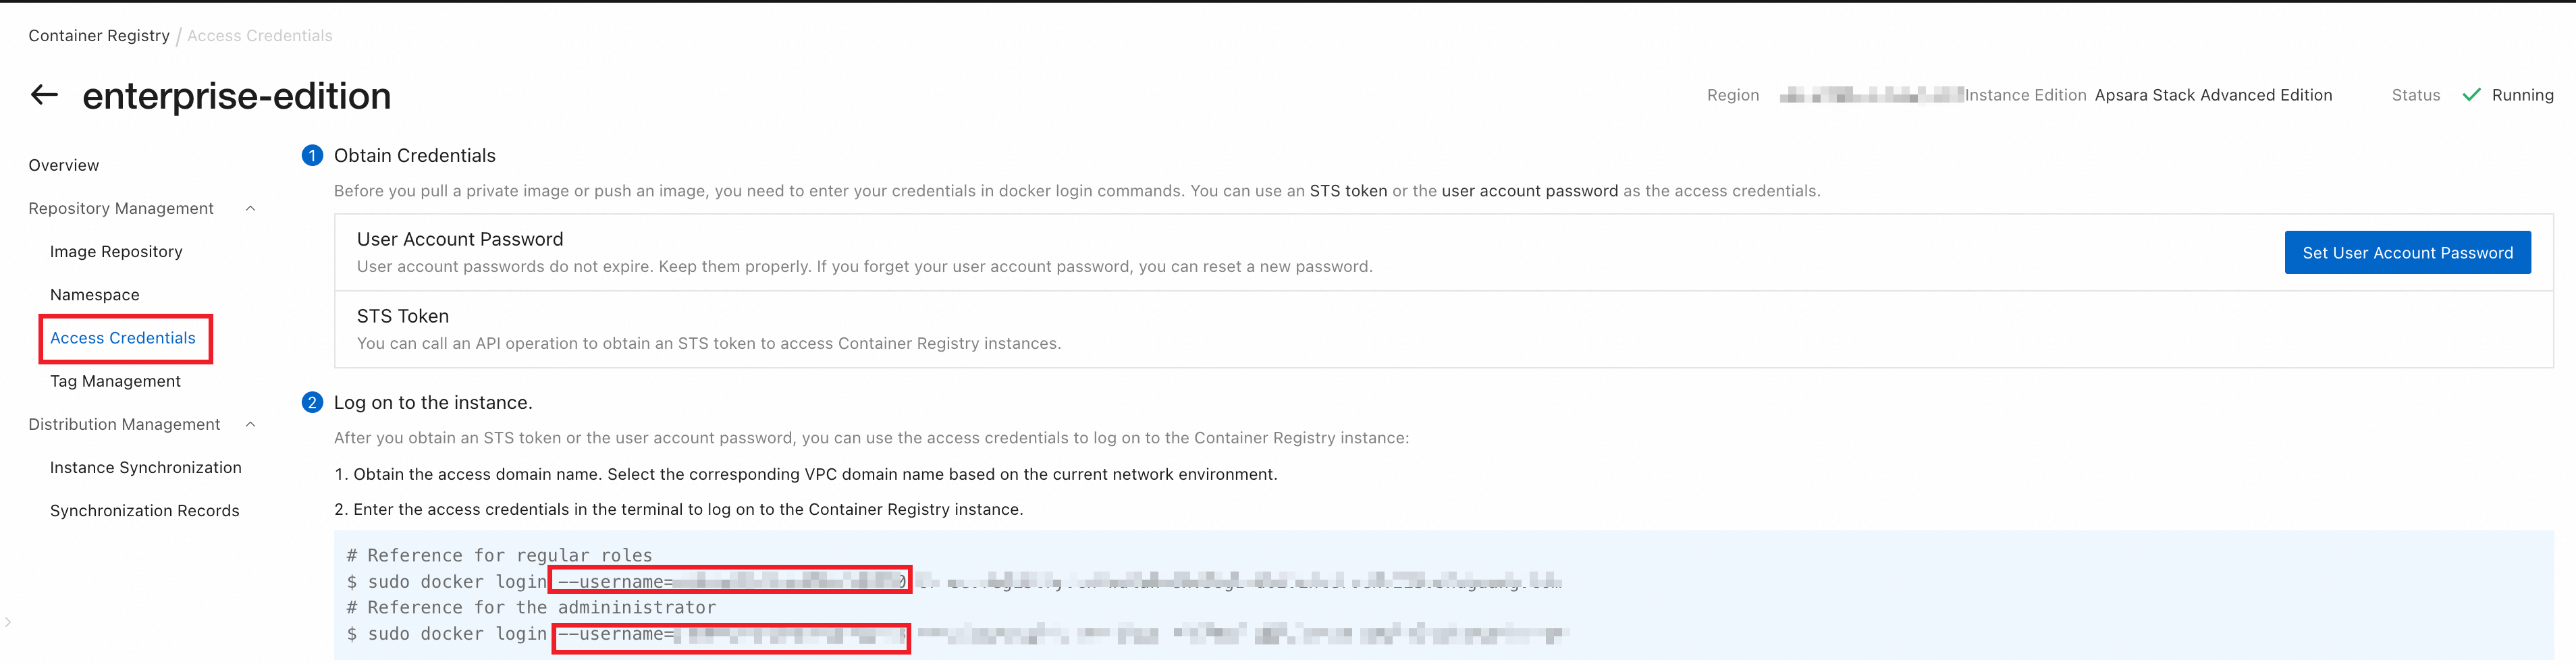 Container Registry / Access Credentials
← enterprise-edition
Region Instance Edition Apsara Stack Advanced Edition Status Running
Overview
Repository Management
Image Repository
Namespace
Access Credentials
Tag Management
Distribution Management
Instance Synchronization
Synchronization Records
1 Obtain Credentials
Before you pull a private image or push an image, you need to enter your credentials in docker login commands. You can use an STS token or the user account password as the access credentials.
User Account Password
User account passwords do not expire. Keep them properly. If you forget your user account password, you can reset a new password.
Set User Account Password
STS Token
You can call an API operation to obtain an STS token to access Container Registry instances.
2 Log on to the instance.
After you obtain an STS token or the user account password, you can use the access credentials to log on to the Container Registry instance:
1. Obtain the access domain name. Select the corresponding VPC domain name based on the current network environment.
2. Enter the access credentials in the terminal to log on to the Container Registry instance.
# Reference for regular roles
$ sudo docker login --username=
# Reference for the admininistrator
$ sudo docker login --username=